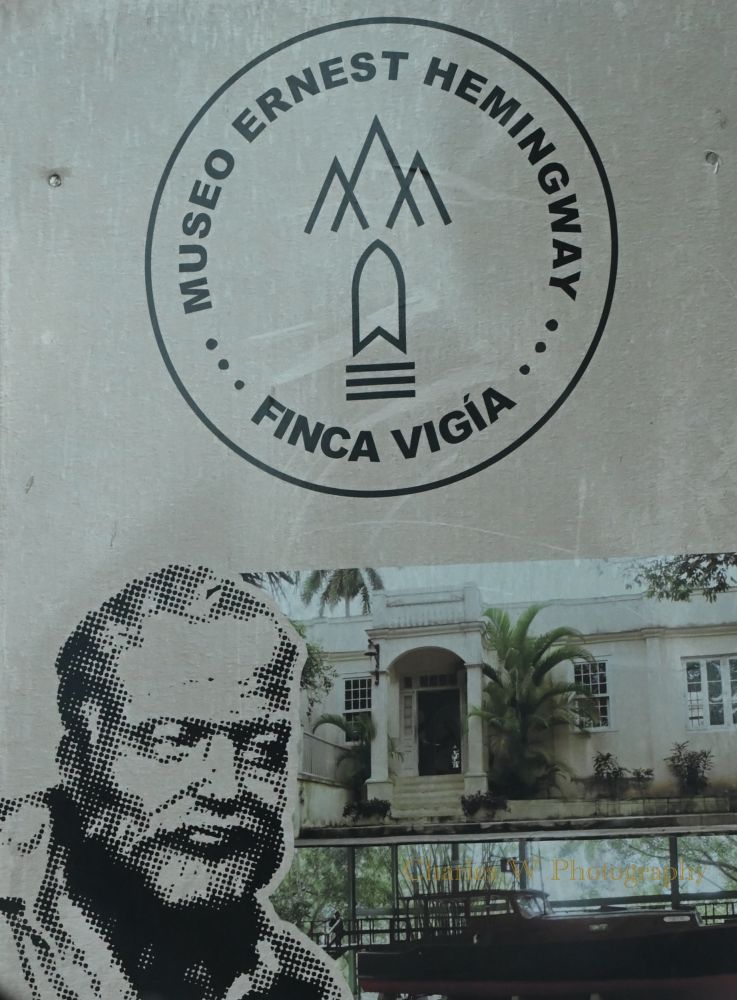 MUSEO ERNEST HEMINGWAY
FINCA VIGÍA
Charles W Photography